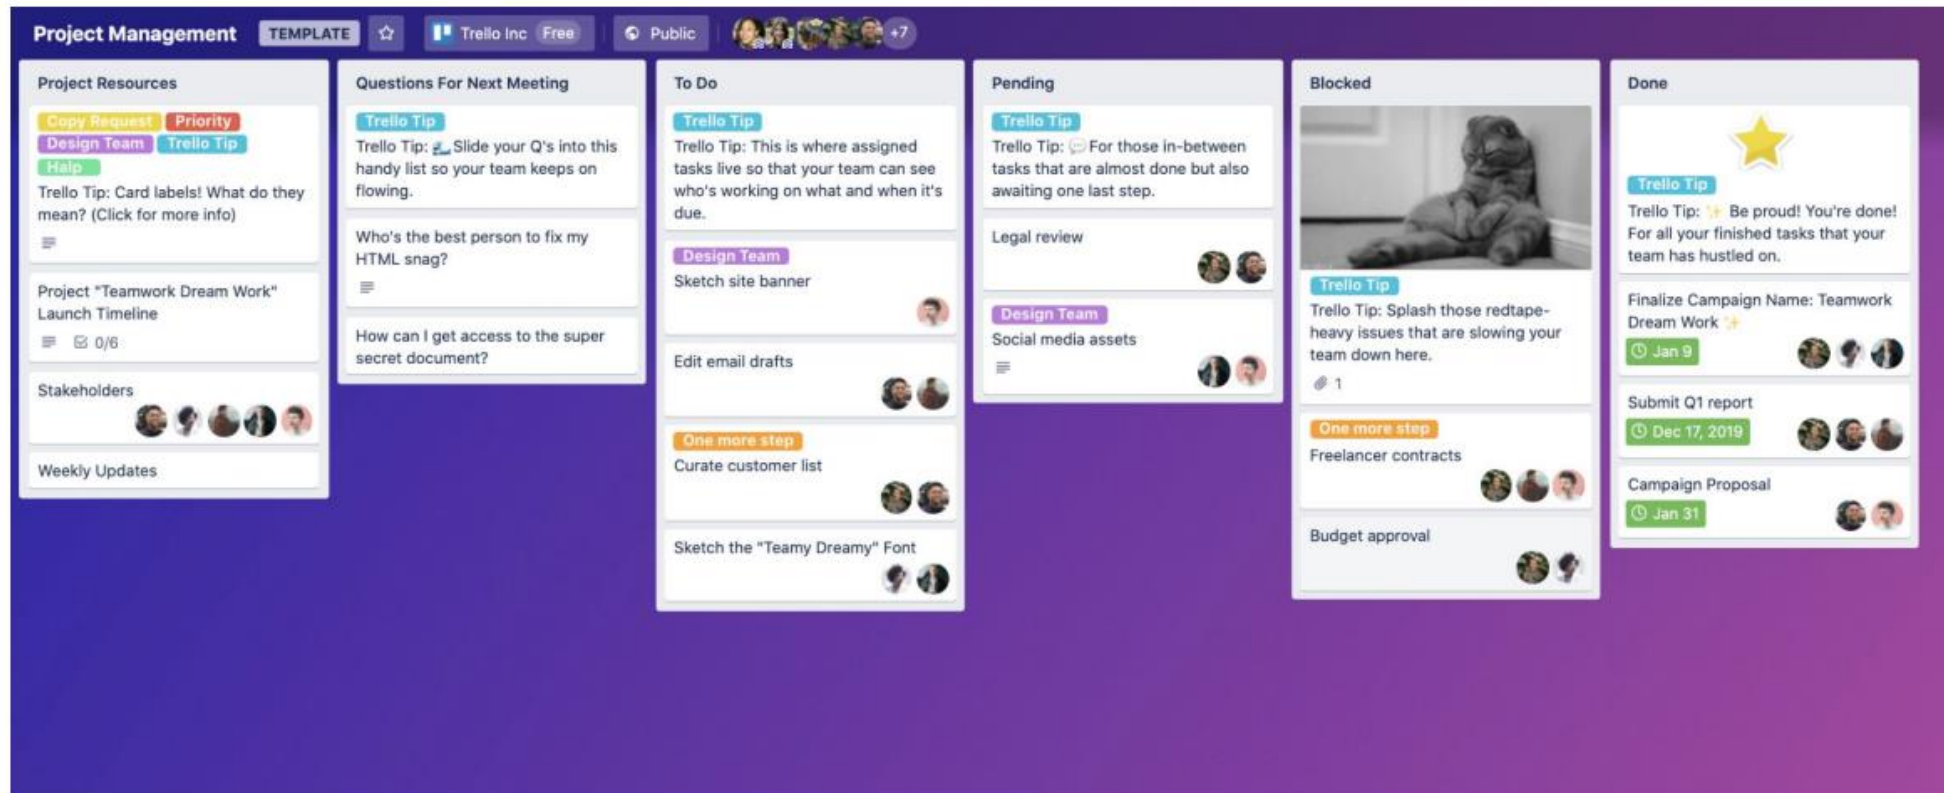 Project Management TEMPLATE Trello Inc Free Public +7
Project Resources
Copy Request Priority
Design Team Trello Tip
Halp
Trello Tip: Card labels! What do they
mean? (Click for more info)
Project "Teamwork Dream Work"
Launch Timeline
0/6
Stakeholders
Weekly Updates
Questions For Next Meeting
Trello Tip
Trello Tip: Slide your Q's into this
handy list so your team keeps on
flowing.
Who's the best person to fix my
HTML snag?
How can I get access to the super
secret document?
To Do
Trello Tip
Trello Tip: This is where assigned
tasks live so that your team can see
who's working on what and when it's
due.
Design Team
Sketch site banner
Edit email drafts
One more step
Curate customer list
Sketch the "Teamy Dreamy" Font
Pending
Trello Tip
Trello Tip: 💬 For those in-between
tasks that are almost done but also
awaiting one last step.
Legal review
Design Team
Social media assets
Blocked
Trello Tip
Trello Tip: Splash those redtape-
heavy issues that are slowing your
team down here.
1
One more step
Freelancer contracts
Budget approval
Done
Trello Tip
Trello Tip: ✨ Be proud! You're done!
For all your finished tasks that your
team has hustled on.
Finalize Campaign Name: Teamwork
Dream Work ✨
Jan 9
Submit Q1 report
Dec 17, 2019
Campaign Proposal
Jan 31